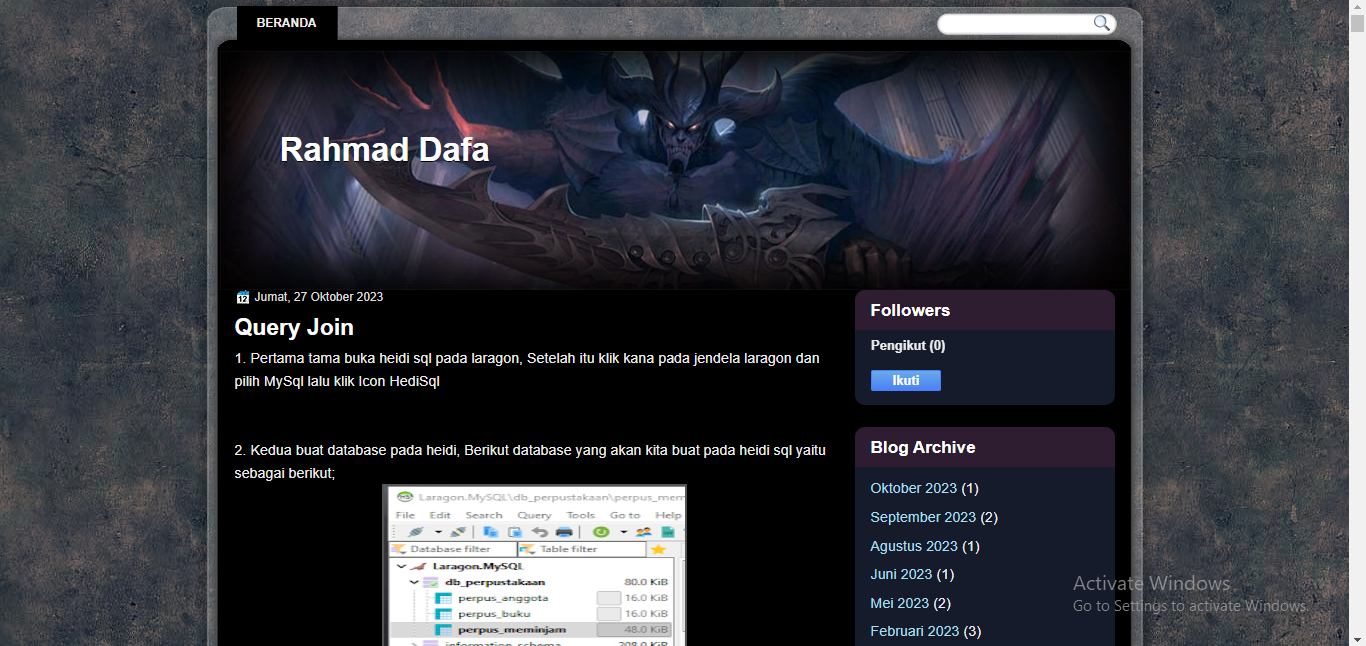 BERANDA
Rahmad Dafa
Jumat, 27 Oktober 2023
Query Join
1. Pertama tama buka heidi sql pada laragon, Setelah itu klik kana pada jendela laragon dan
pilih MySql lalu klik Icon HediSql
2. Kedua buat database pada heidi, Berikut database yang akan kita buat pada heidi sql yaitu
sebagai berikut;
Laragon.MySQL\db_perpustakaan\perpus_mem
File Edit Search Query Tools Go to Help
Database filter Table filter
Laragon.MySQL
db_perpustakaan 80.0 KiB
perpus_anggota 16.0 KiB
perpus_buku 16.0 KiB
perpus_meminjam 48.0 KiB
information_schema 208.0 KiB
Followers
Pengikut (0)
Ikuti
Blog Archive
Oktober 2023 (1)
September 2023 (2)
Agustus 2023 (1)
Juni 2023 (1)
Mei 2023 (2)
Februari 2023 (3)
Activate Windows
Go to Settings to activate Windows.